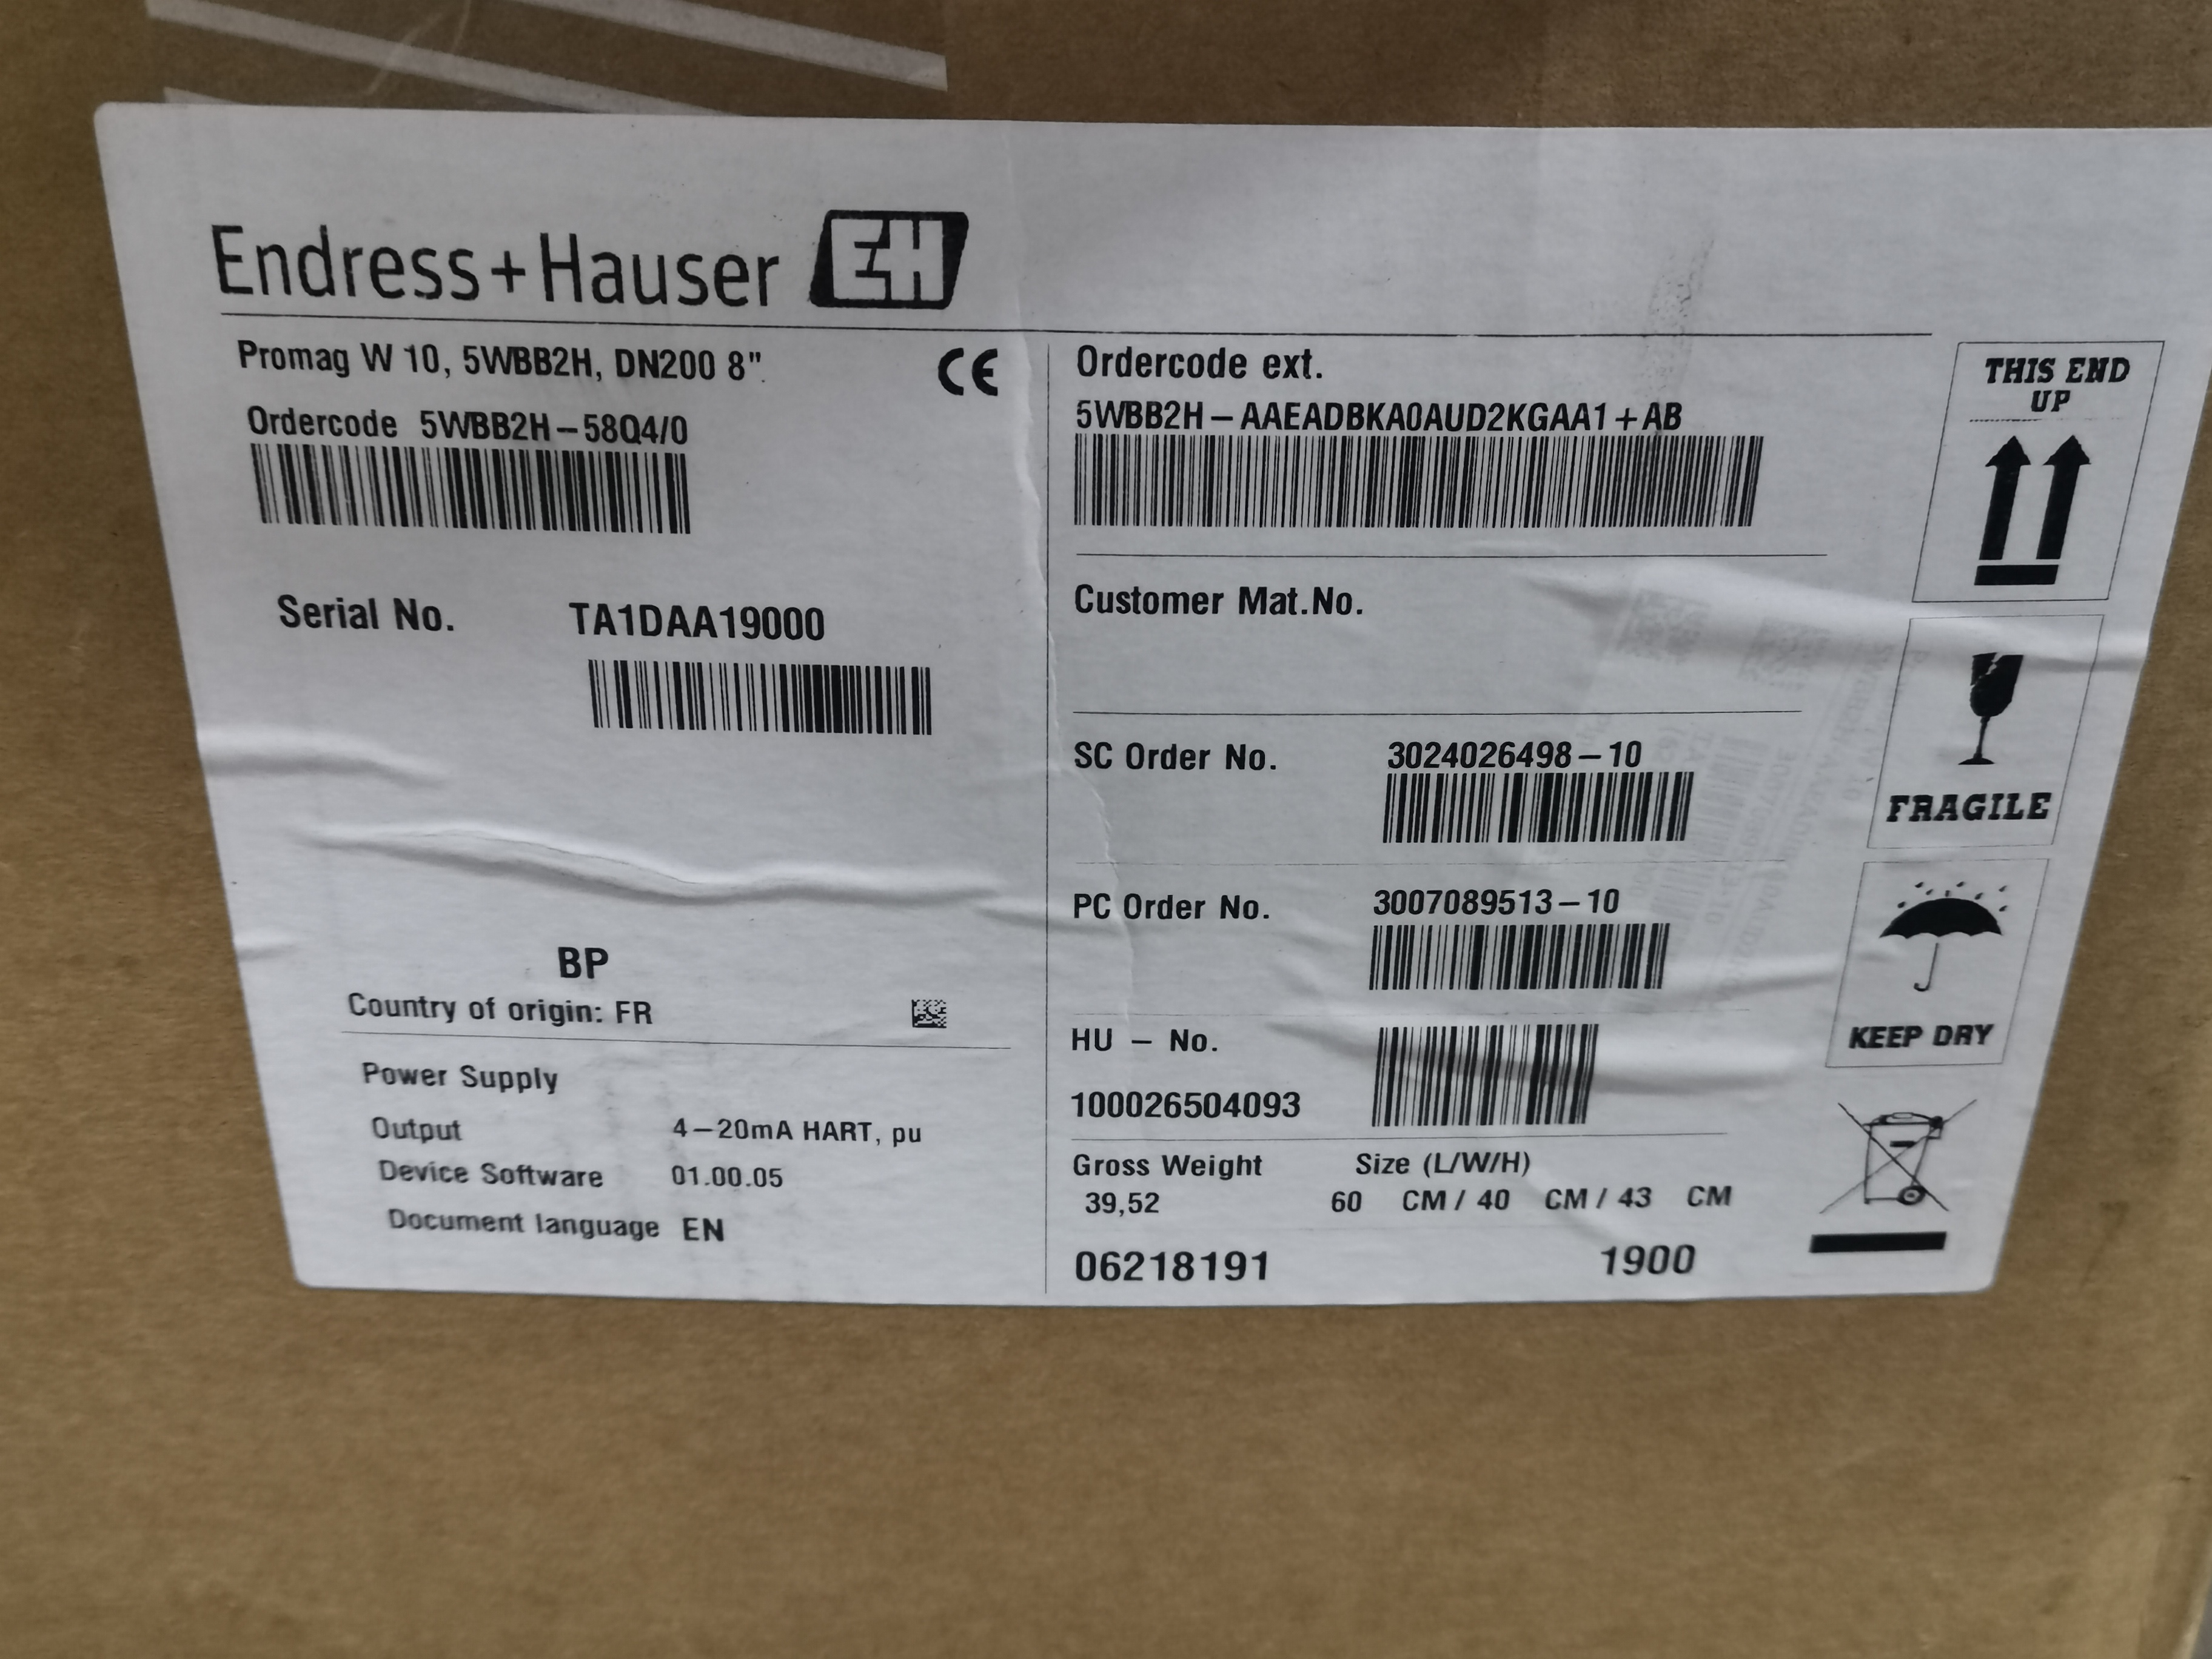 Endress+Hauser EH
Promag W 10, 5WBB2H, DN200 8"
CE
Ordercode 5WBB2H-58Q4/0
Serial No. TA1DAA19000
BP
Country of origin: FR
Power Supply
Output 4-20mA HART, pu
Device Software 01.00.05
Document language EN
Ordercode ext.
5WBB2H-AAEADBKA0AUD2KGAA1+AB
Customer Mat.No.
SC Order No. 3024026498-10
PC Order No. 3007089513-10
HU - No.
100026504093
Gross Weight Size (L/W/H)
39,52 60 CM / 40 CM / 43 CM
06218191 1900
THIS END
UP
FRAGILE
KEEP DRY